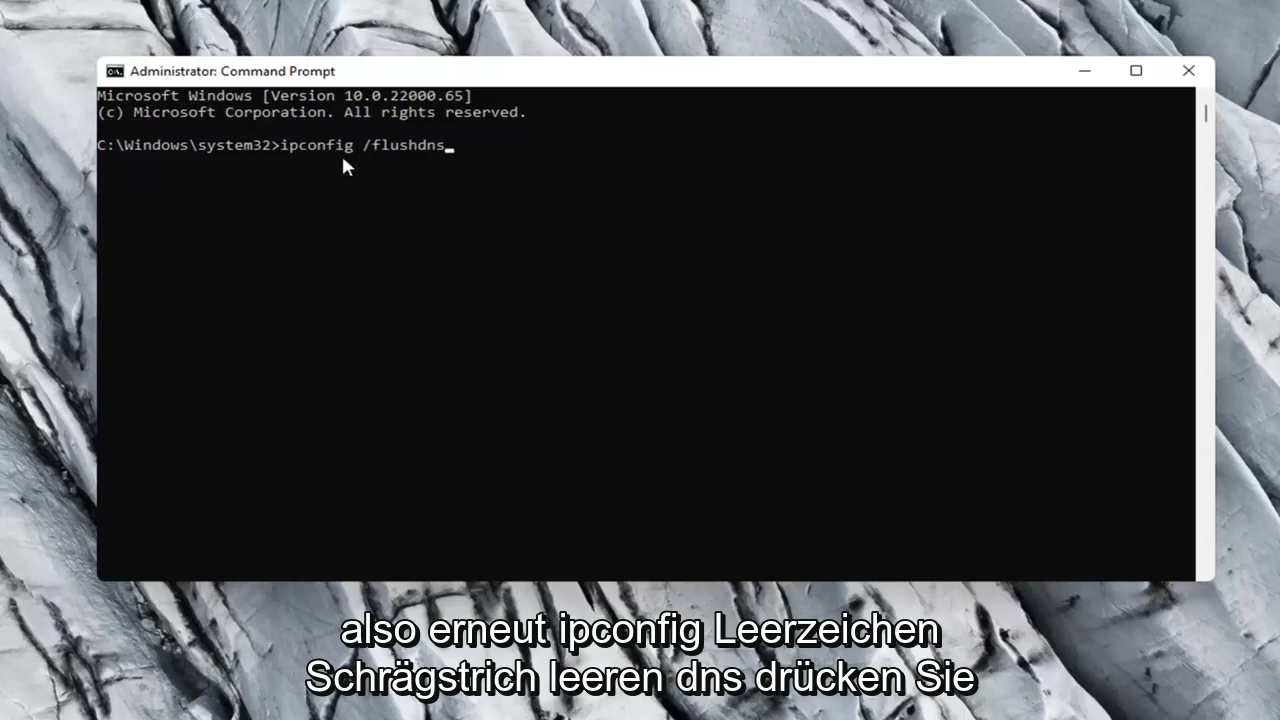 Administrator: Command Prompt
Microsoft Windows [Version 10.0.22000.65]
(c) Microsoft Corporation. All rights reserved.
C:\Windows\system32>ipconfig /flushdns
also erneut ipconfig Leerzeichen
Schrägstrich leeren dns drücken Sie